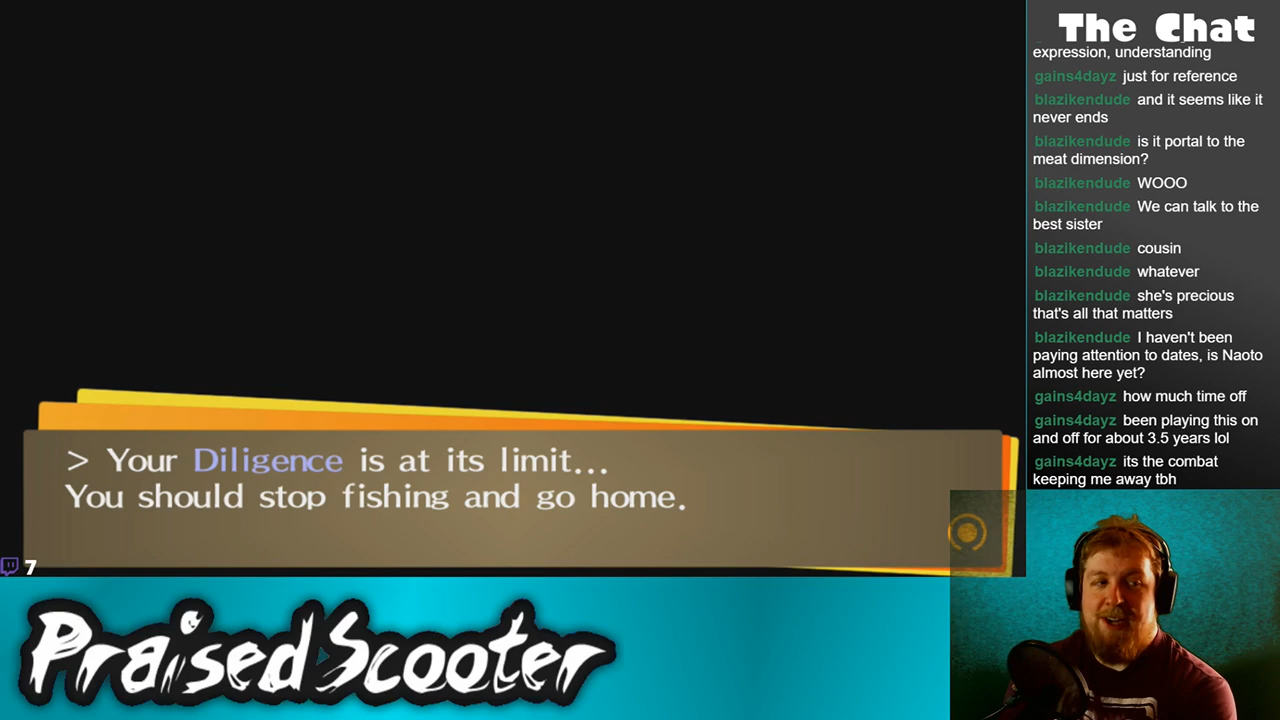 The Chat
expression, understanding
gains4dayz just for reference
blazikendude and it seems like it
never ends
blazikendude is it portal to the
meat dimension?
blazikendude WOOO
blazikendude We can talk to the
best sister
blazikendude cousin
blazikendude whatever
blazikendude she's precious
that's all that matters
blazikendude I haven't been
paying attention to dates, is Naoto
almost here yet?
gains4dayz how much time off
gains4dayz been playing this on
and off for about 3.5 years lol
gains4dayz its the combat
keeping me away tbh
> Your Diligence is at its limit...
You should stop fishing and go home.
7
PraisedScooter